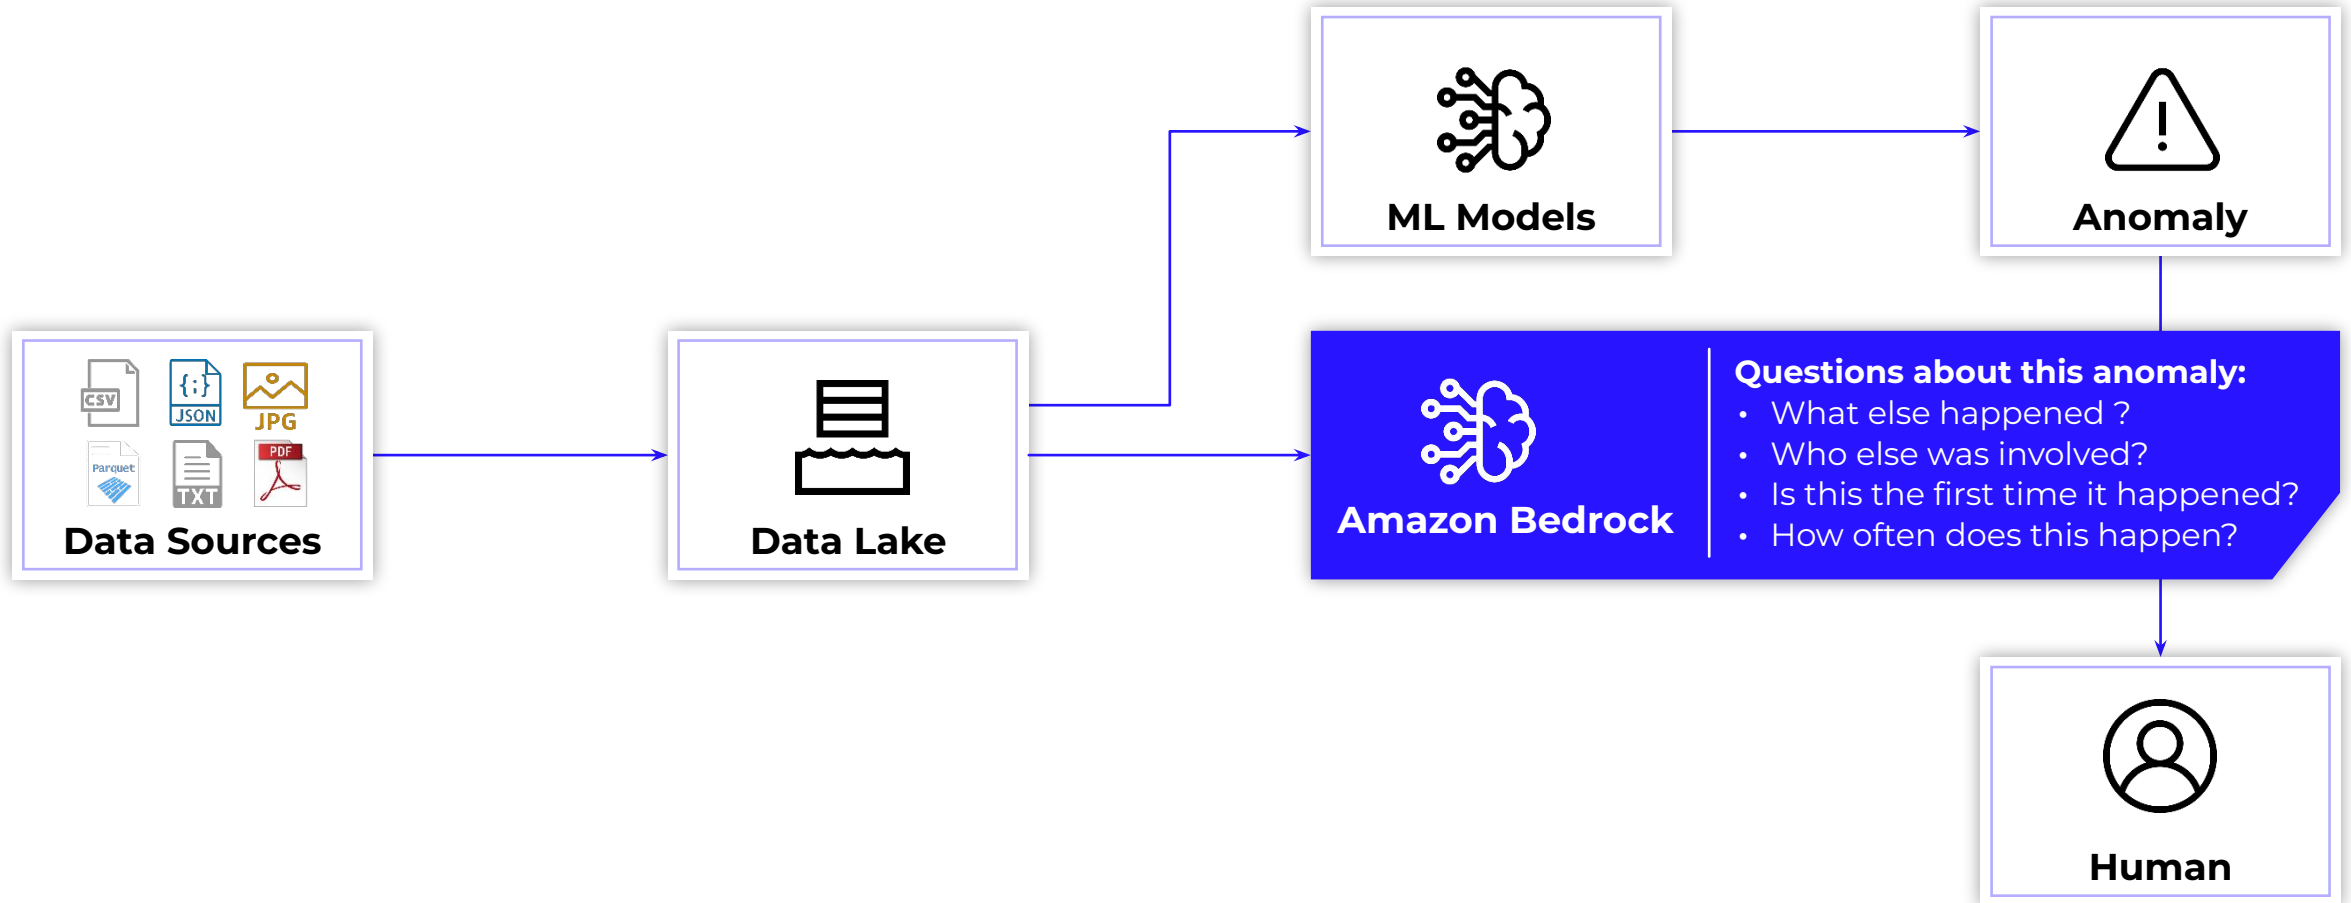 ML Models
Anomaly
CSV
{;}
JSON
JPG
Parquet
TXT
PDF
Data Sources
Data Lake
Amazon Bedrock
Questions about this anomaly:
• What else happened ?
• Who else was involved?
• Is this the first time it happened?
• How often does this happen?
Human